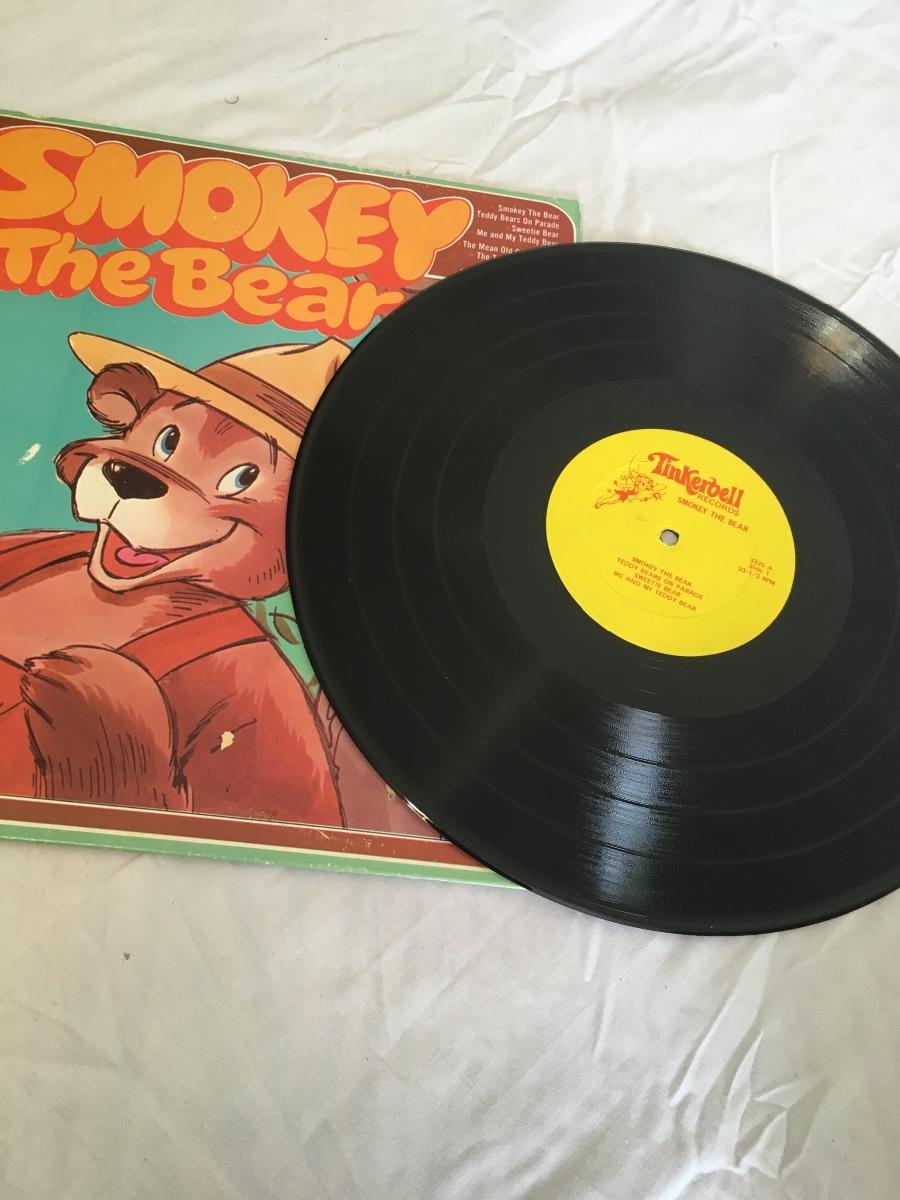 SMOKEY
The Bear
Smokey The Bear
Teddy Bears On Parade
Sweetie Bear
Me and My Teddy Bear
The Mean Old
The
Tinkerbell
RECORDS
SMOKEY THE BEAR
3325 A
Side 1
33-1/3 RPM
SMOKEY THE BEAR
TEDDY BEARS ON PARADE
SWEETIE BEAR
ME AND MY TEDDY BEAR